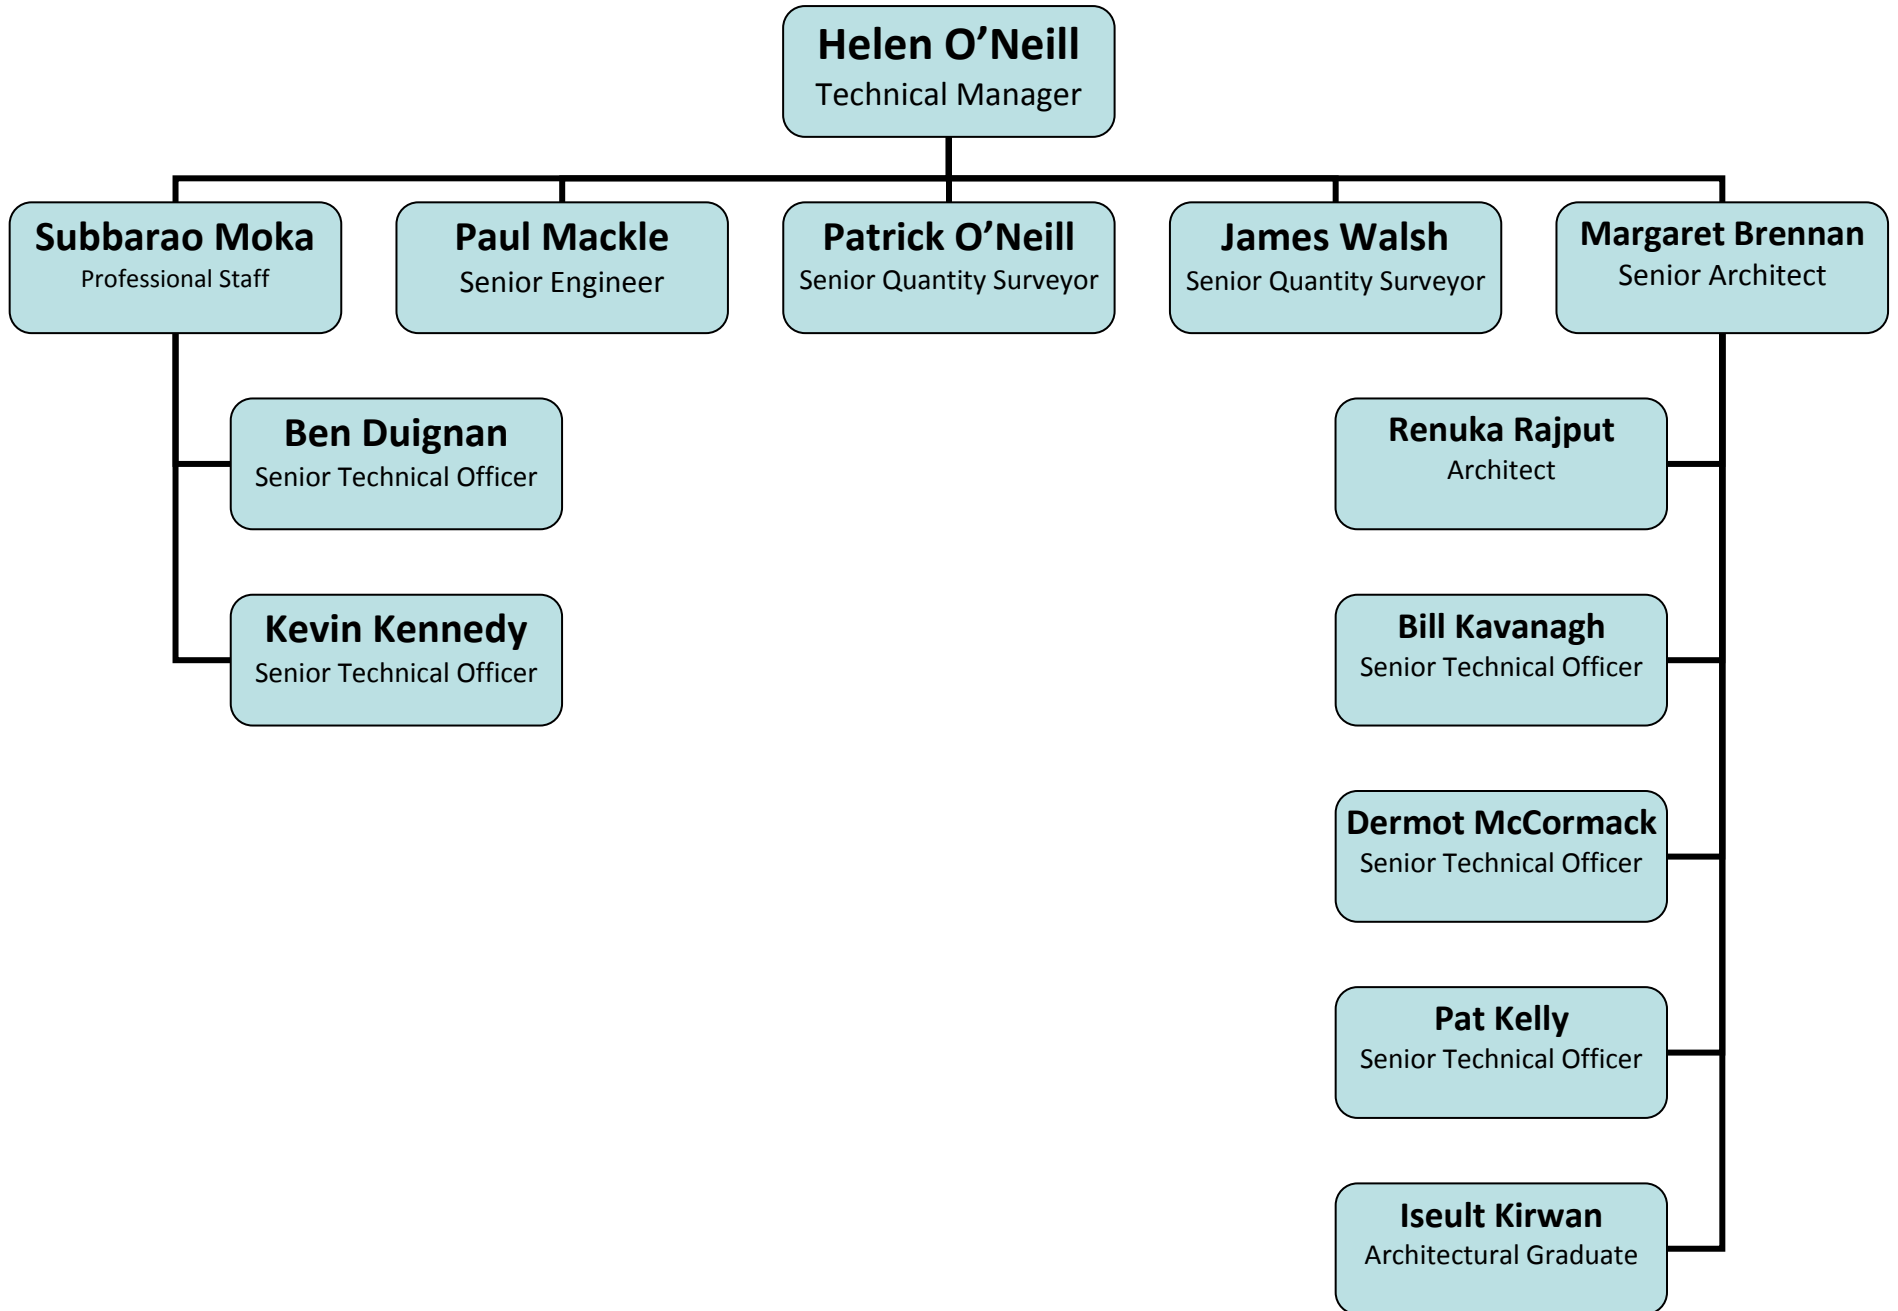 Helen O’Neill
Technical Manager
Subbarao Moka
Professional Staff
Paul Mackle
Senior Engineer
Patrick O’Neill
Senior Quantity Surveyor
James Walsh
Senior Quantity Surveyor
Margaret Brennan
Senior Architect
Ben Duignan
Senior Technical Officer
Kevin Kennedy
Senior Technical Officer
Renuka Rajput
Architect
Bill Kavanagh
Senior Technical Officer
Dermot McCormack
Senior Technical Officer
Pat Kelly
Senior Technical Officer
Iseult Kirwan
Architectural Graduate